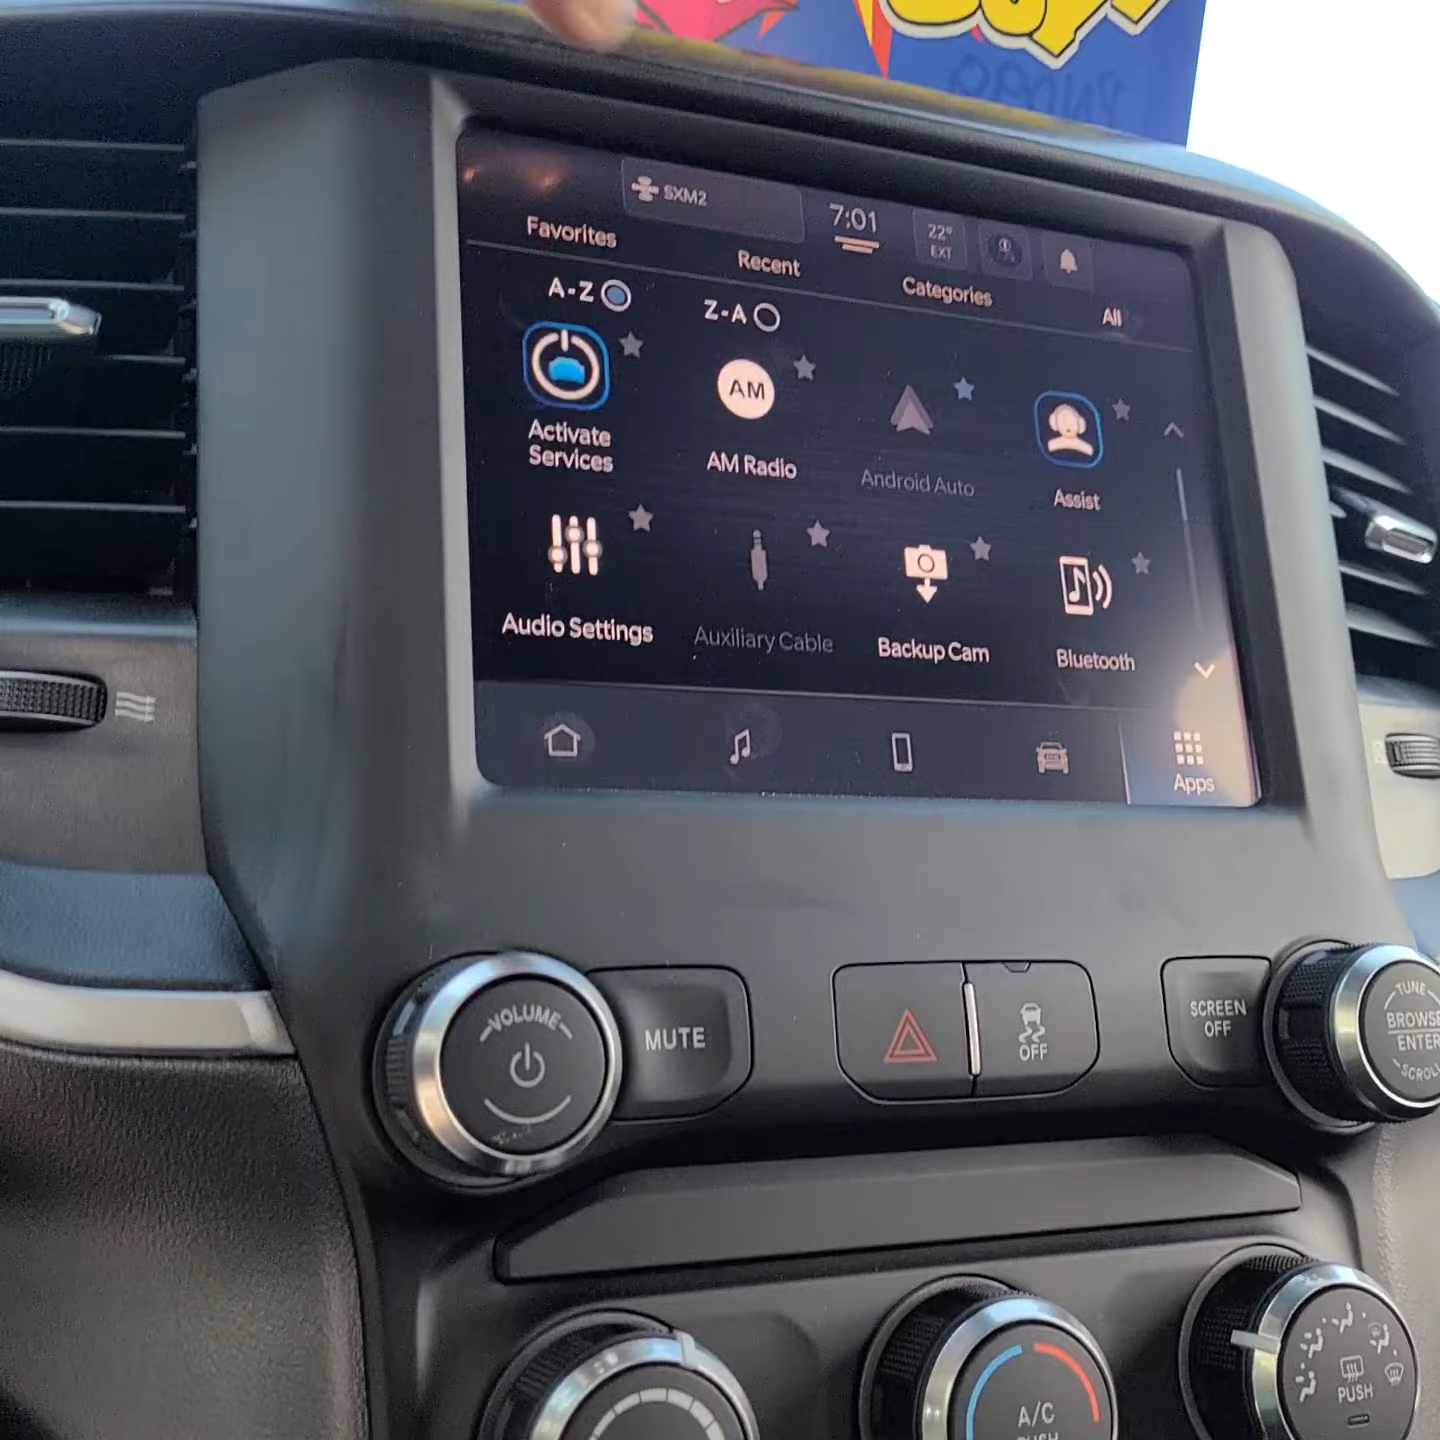 SXM2
7:01
22°
EXT
Favorites
Recent
Categories
All
A-Z
Z-A
AM
Activate
Services
AM Radio
Android Auto
Assist
Audio Settings
Auxiliary Cable
Backup Cam
Bluetooth
Apps
VOLUME
MUTE
OFF
SCREEN
OFF
TUNE
BROWSE
ENTER
SCROLL
A/C
PUSH
PUSH